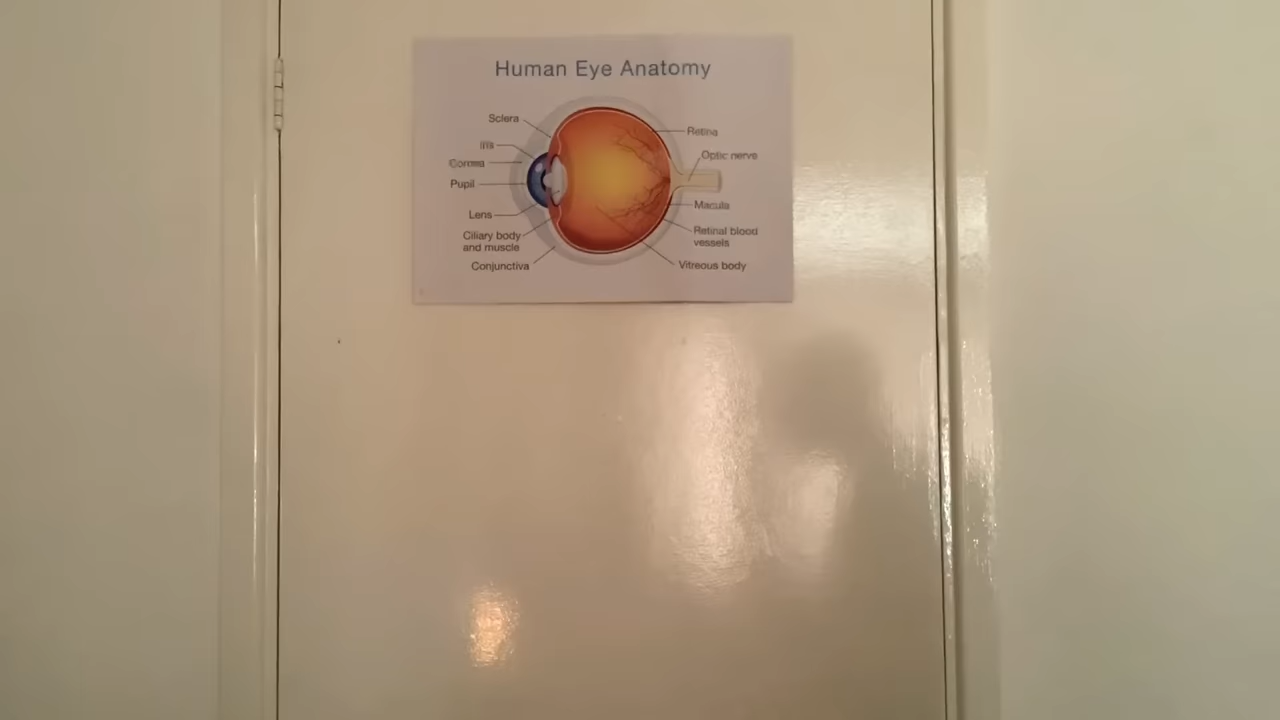 Human Eye Anatomy
Sclera
Iris
Cornea
Pupil
Lens
Ciliary body
and muscle
Conjunctiva
Retina
Optic nerve
Macula
Retinal blood
vessels
Vitreous body